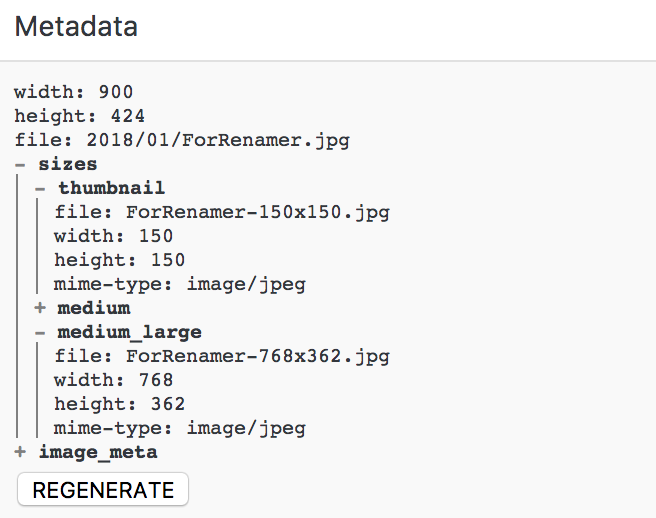 Metadata
width: 900
height: 424
file: 2018/01/ForRenamer.jpg
- sizes
- thumbnail
file: ForRenamer-150x150.jpg
width: 150
height: 150
mime-type: image/jpeg
+ medium
- medium_large
file: ForRenamer-768x362.jpg
width: 768
height: 362
mime-type: image/jpeg
+ image_meta
REGENERATE